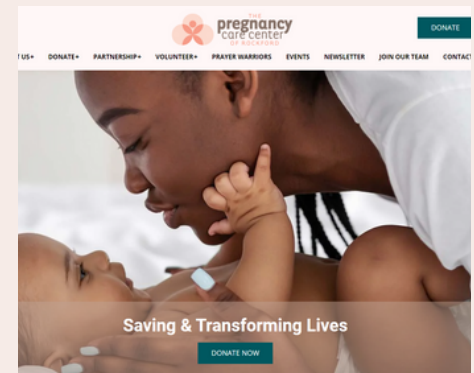 THE
pregnancy
care center
OF ROCKFORD
DONATE
T US+ DONATE+ PARTNERSHIP+ VOLUNTEER+ PRAYER WARRIORS EVENTS NEWSLETTER JOIN OUR TEAM CONTACT
Saving & Transforming Lives
DONATE NOW